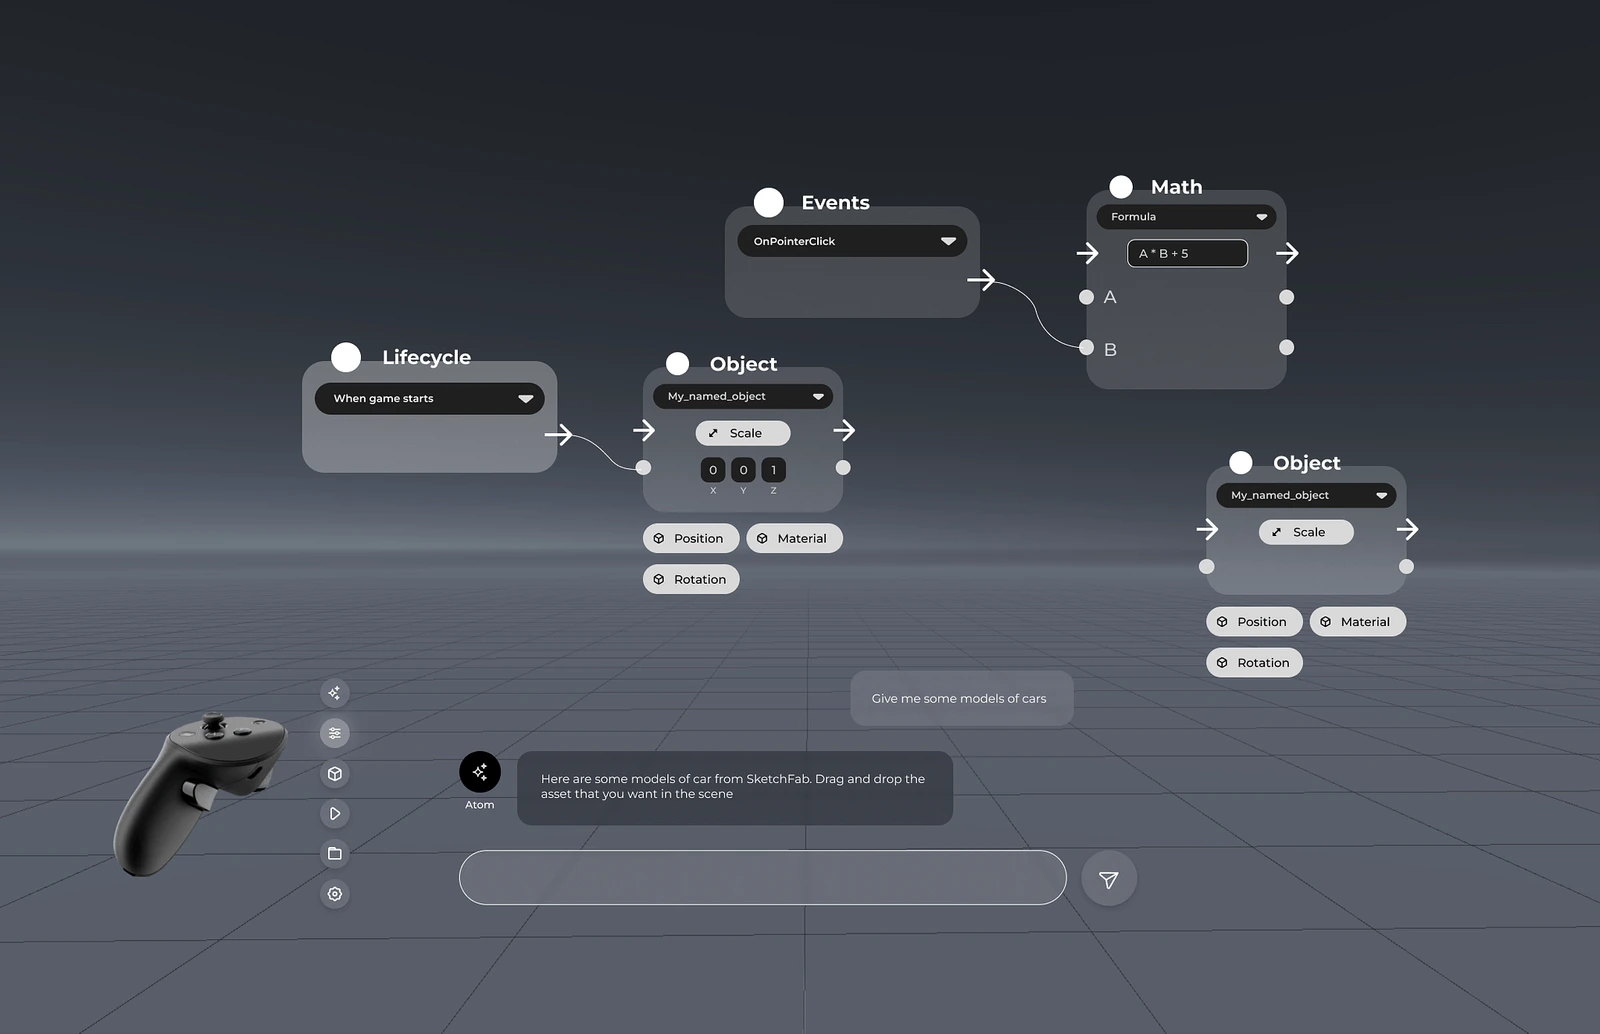 Math
Formula
A * B + 5
A
B
Events
OnPointerClick
Lifecycle
When game starts
Object
My_named_object
Scale
0 0 1
X Y Z
Position Material
Rotation
Object
My_named_object
Scale
Position Material
Rotation
Give me some models of cars
Here are some models of car from SketchFab. Drag and drop the
asset that you want in the scene
Atom